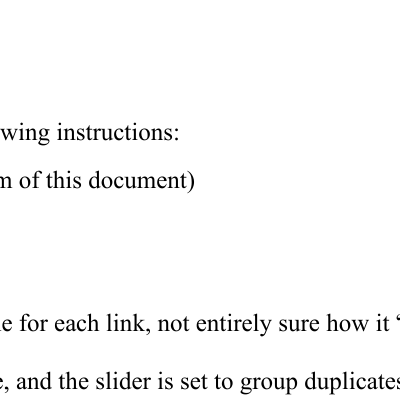 wing instructions:
m of this document)
e for each link, not entirely sure how it “
e, and the slider is set to group duplicates